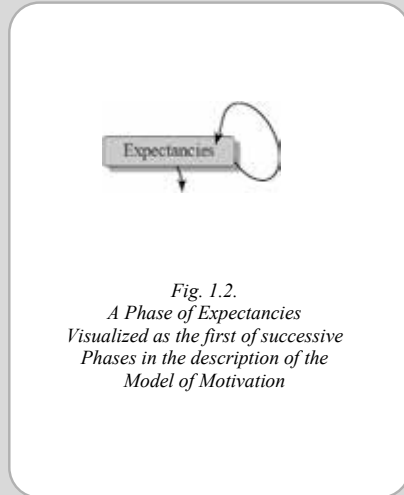 Expectancies
Fig. 1.2.
A Phase of Expectancies
Visualized as the first of successive
Phases in the description of the
Model of Motivation